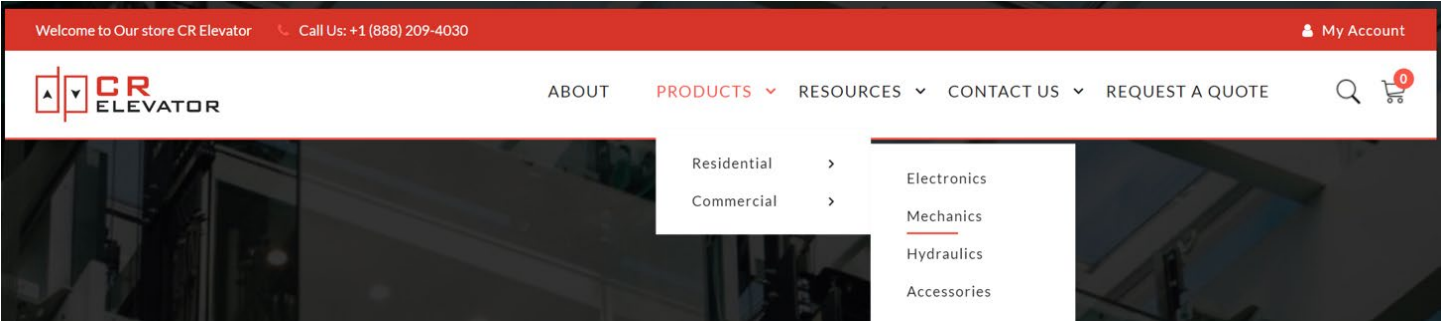 Welcome to Our store CR Elevator Call Us: +1 (888) 209-4030 My Account
CR
ELEVATOR
ABOUT PRODUCTS RESOURCES CONTACT US REQUEST A QUOTE 0
Residential
Commercial
Electronics
Mechanics
Hydraulics
Accessories